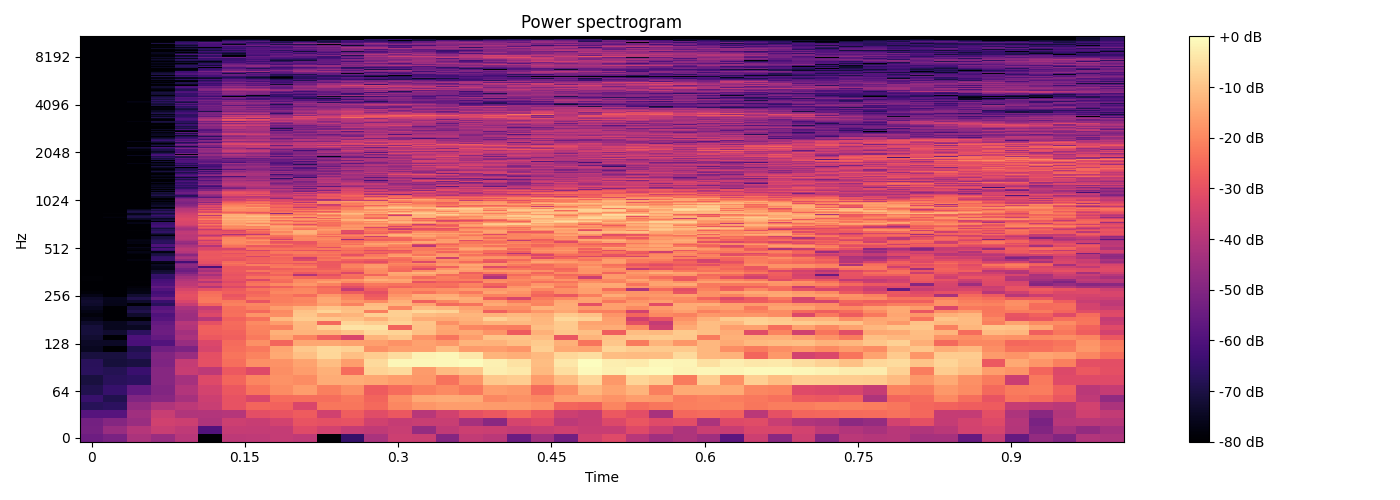 Power spectrogram
Hz
8192
4096
2048
1024
512
256
128
64
0
0 0.15 0.3 0.45 0.6 0.75 0.9
Time
+0 dB
-10 dB
-20 dB
-30 dB
-40 dB
-50 dB
-60 dB
-70 dB
-80 dB